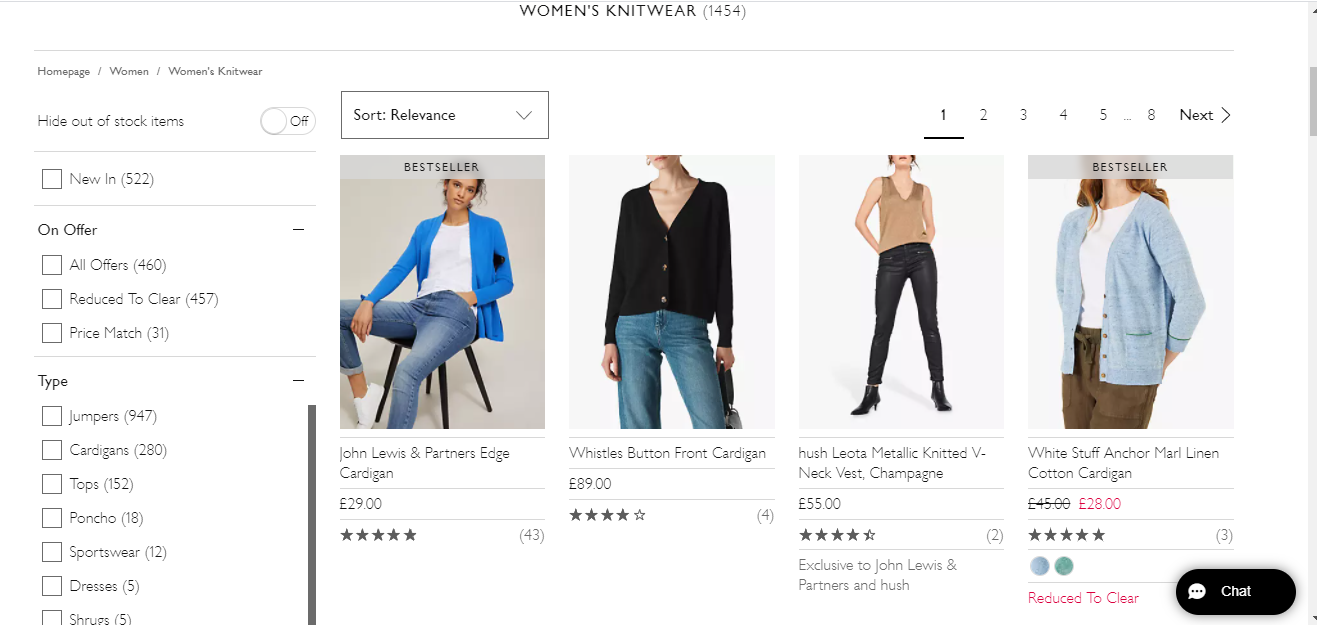 WOMEN'S KNITWEAR (1454)
Homepage / Women / Women's Knitwear
Hide out of stock items
Off
New In (522)
On Offer
All Offers (460)
Reduced To Clear (457)
Price Match (31)
Type
Jumpers (947)
Cardigans (280)
Tops (152)
Poncho (18)
Sportswear (12)
Dresses (5)
Shrugs (5)
Sort: Relevance
1 2 3 4 5 ... 8 Next
BESTSELLER
John Lewis & Partners Edge
Cardigan
£29.00
(43)
Whistles Button Front Cardigan
£89.00
(4)
hush Leota Metallic Knitted V-
Neck Vest, Champagne
£55.00
(2)
Exclusive to John Lewis &
Partners and hush
BESTSELLER
White Stuff Anchor Marl Linen
Cotton Cardigan
£45.00 £28.00
(3)
Reduced To Clear
Chat